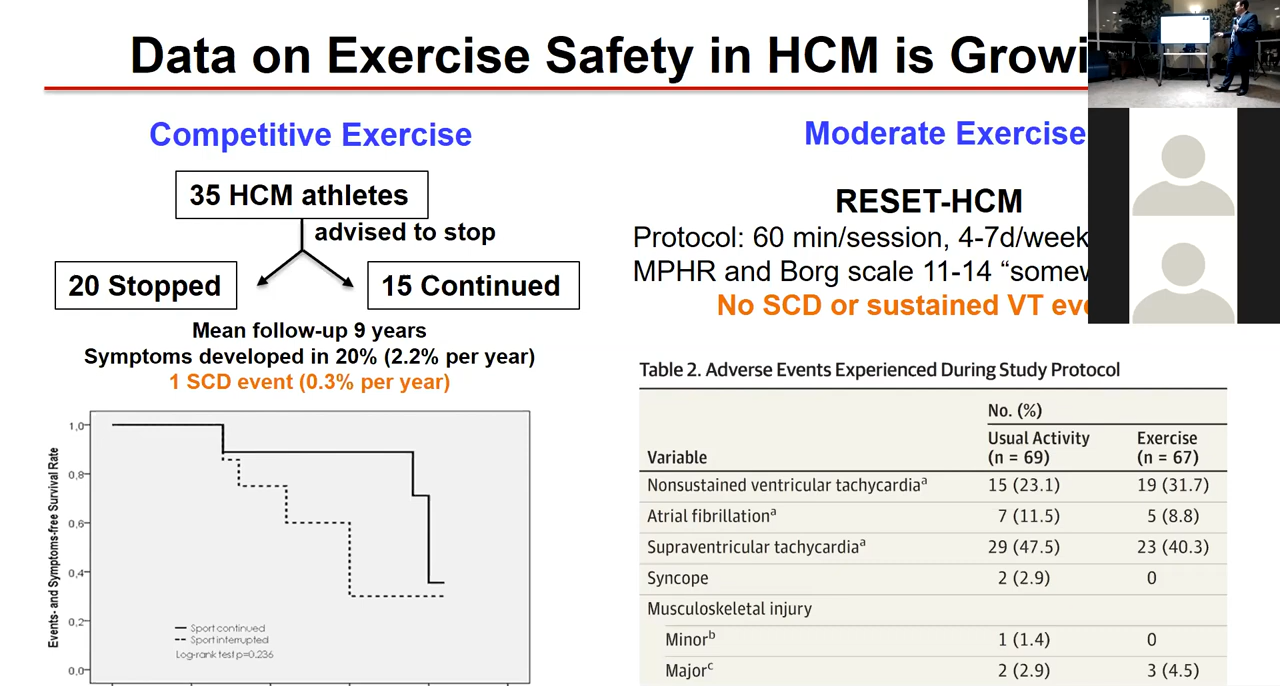 Data on Exercise Safety in HCM is Growi
Competitive Exercise
35 HCM athletes
advised to stop
20 Stopped
15 Continued
Mean follow-up 9 years
Symptoms developed in 20% (2.2% per year)
1 SCD event (0.3% per year)
Events- and Symptoms-free Survival Rate
1,0
0,8
0,6
0,4
0,2
0,0
Sport continued
Sport interrupted
Log-rank test p=0.236
Moderate Exercise
RESET-HCM
Protocol: 60 min/session, 4-7d/week
MPHR and Borg scale 11-14 “somew
No SCD or sustained VT eve
Table 2. Adverse Events Experienced During Study Protocol
No. (%)
Variable Usual Activity (n = 69) Exercise (n = 67)
Nonsustained ventricular tachycardiaᵃ 15 (23.1) 19 (31.7)
Atrial fibrillationᵃ 7 (11.5) 5 (8.8)
Supraventricular tachycardiaᵃ 29 (47.5) 23 (40.3)
Syncope 2 (2.9) 0
Musculoskeletal injury
Minorᵇ 1 (1.4) 0
Majorᶜ 2 (2.9) 3 (4.5)